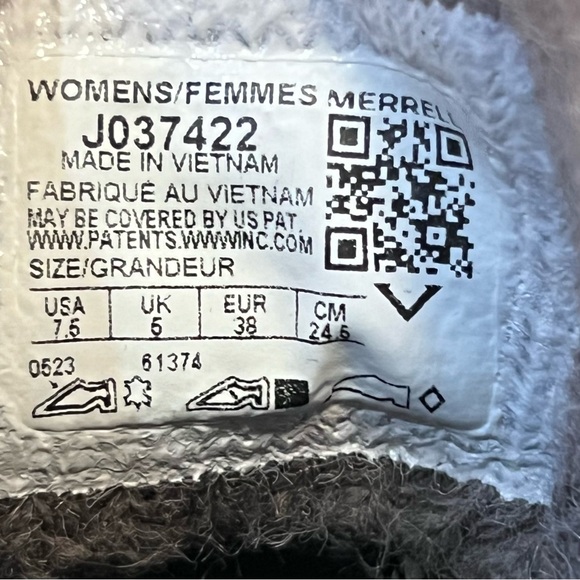 WOMENS/FEMMES MERRELL
J037422
MADE IN VIETNAM
FABRIQUÉ AU VIETNAM
MAY BE COVERED BY US PAT.
WWW.PATENTS.WWWINC.COM
SIZE/GRANDEUR
USA UK EUR CM
7.5 5 38 24.5
0523 61374